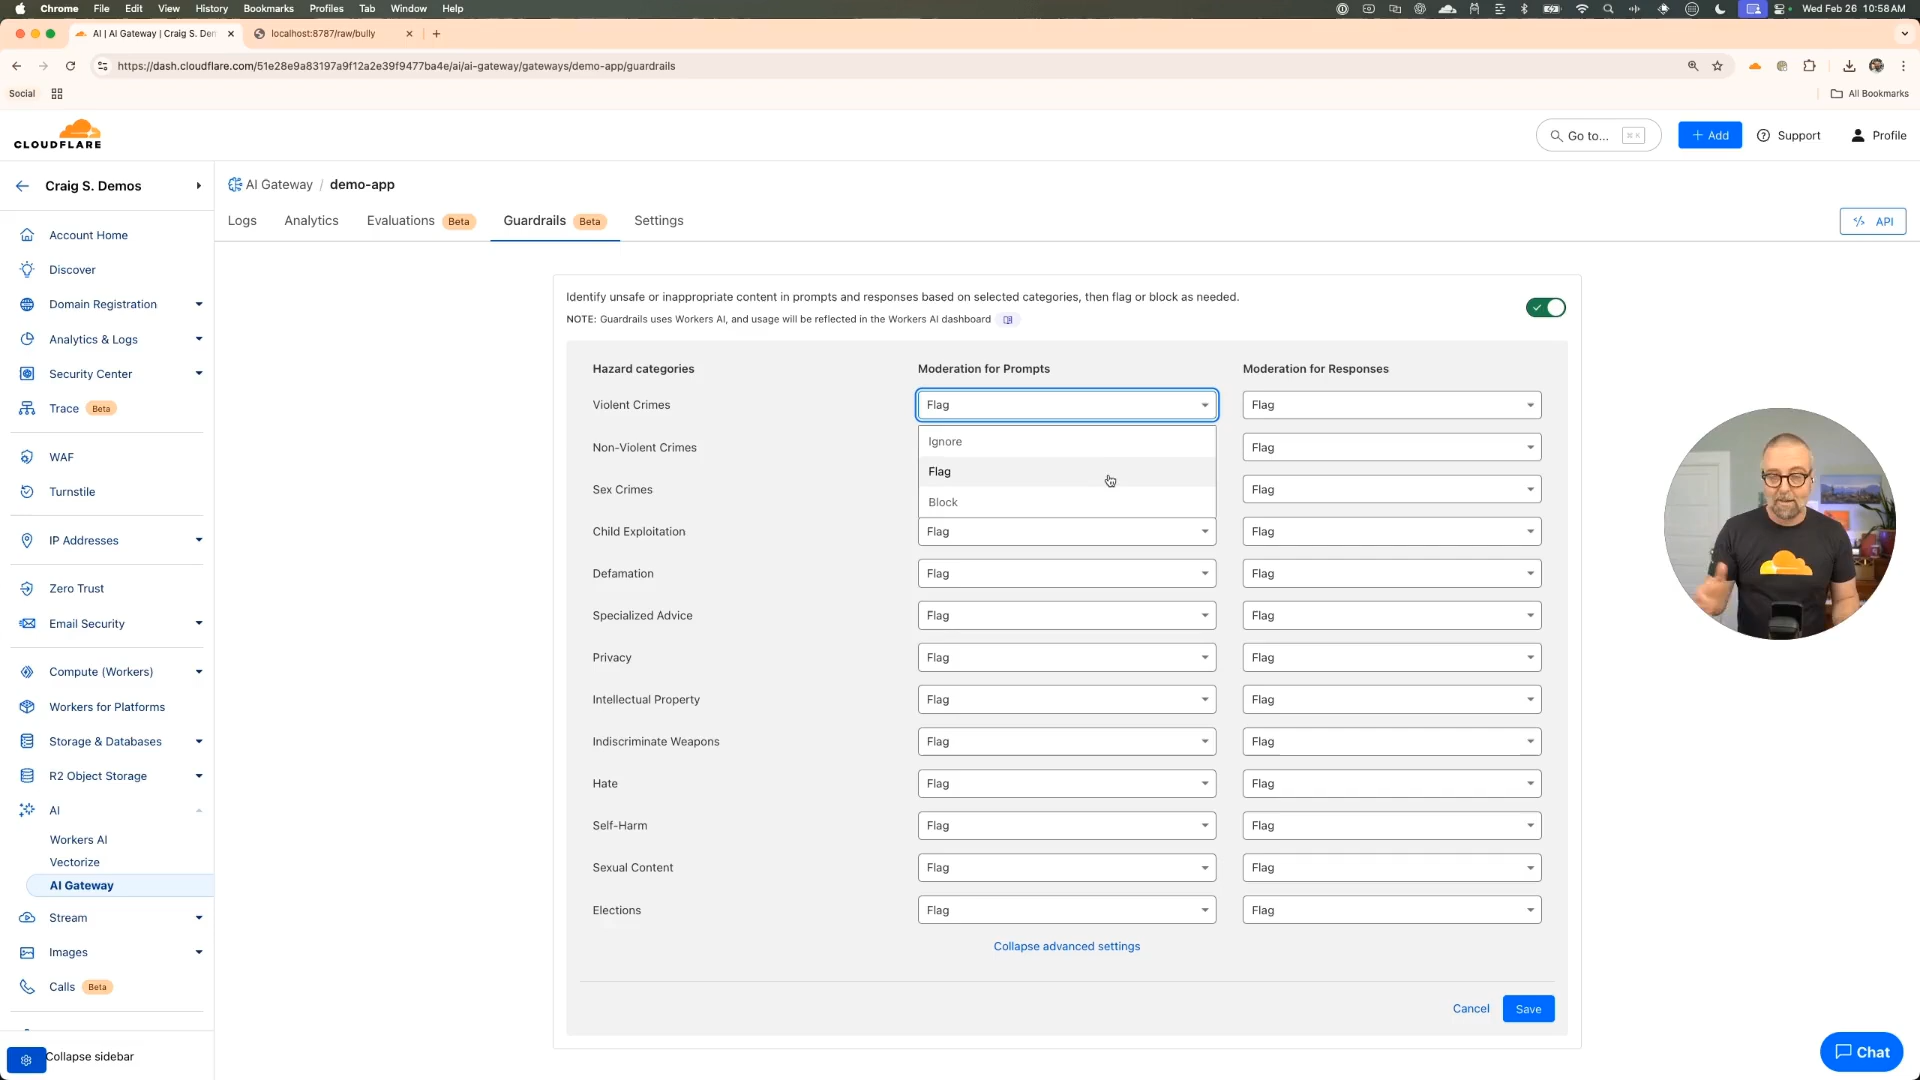 Chrome File Edit View History Bookmarks Profiles Tab Window Help Wed Feb 26 10:58 AM
AI | AI Gateway | Craig S. Dem localhost:8787/raw/bully
https://dash.cloudflare.com/51e28e9a83197a9f12a2e39f9477ba4e/ai/ai-gateway/gateways/demo-app/guardrails
Social All Bookmarks
CLOUDFLARE
Go to... ⌘K
+ Add
Support
Profile
Craig S. Demos
Account Home
Discover
Domain Registration
Analytics & Logs
Security Center
Trace Beta
WAF
Turnstile
IP Addresses
Zero Trust
Email Security
Compute (Workers)
Workers for Platforms
Storage & Databases
R2 Object Storage
AI
Workers AI
Vectorize
AI Gateway
Stream
Images
Calls Beta
Collapse sidebar
AI Gateway / demo-app
Logs Analytics Evaluations Beta Guardrails Beta Settings
API
Identify unsafe or inappropriate content in prompts and responses based on selected categories, then flag or block as needed.
NOTE: Guardrails uses Workers AI, and usage will be reflected in the Workers AI dashboard
Hazard categories Moderation for Prompts Moderation for Responses
Violent Crimes Flag Flag
Ignore
Non-Violent Crimes Flag
Flag
Sex Crimes Flag
Block
Child Exploitation Flag Flag
Defamation Flag Flag
Specialized Advice Flag Flag
Privacy Flag Flag
Intellectual Property Flag Flag
Indiscriminate Weapons Flag Flag
Hate Flag Flag
Self-Harm Flag Flag
Sexual Content Flag Flag
Elections Flag Flag
Collapse advanced settings
Cancel Save
Chat